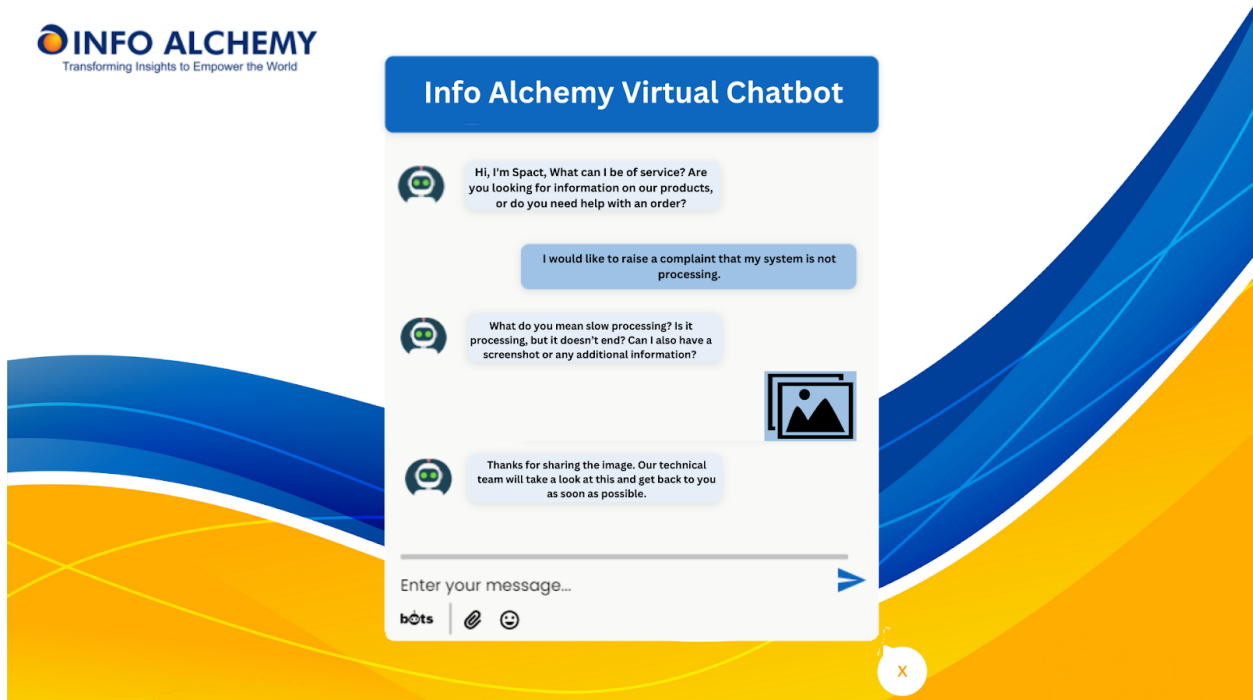 INFO ALCHEMY
Transforming Insights to Empower the World
Info Alchemy Virtual Chatbot
Hi, I'm Spact, What can I be of service? Are
you looking for information on our products,
or do you need help with an order?
I would like to raise a complaint that my system is not
processing.
What do you mean slow processing? Is it
processing, but it doesn't end? Can I also have a
screenshot or any additional information?
Thanks for sharing the image. Our technical
team will take a look at this and get back to you
as soon as possible.
Enter your message...
bots
X